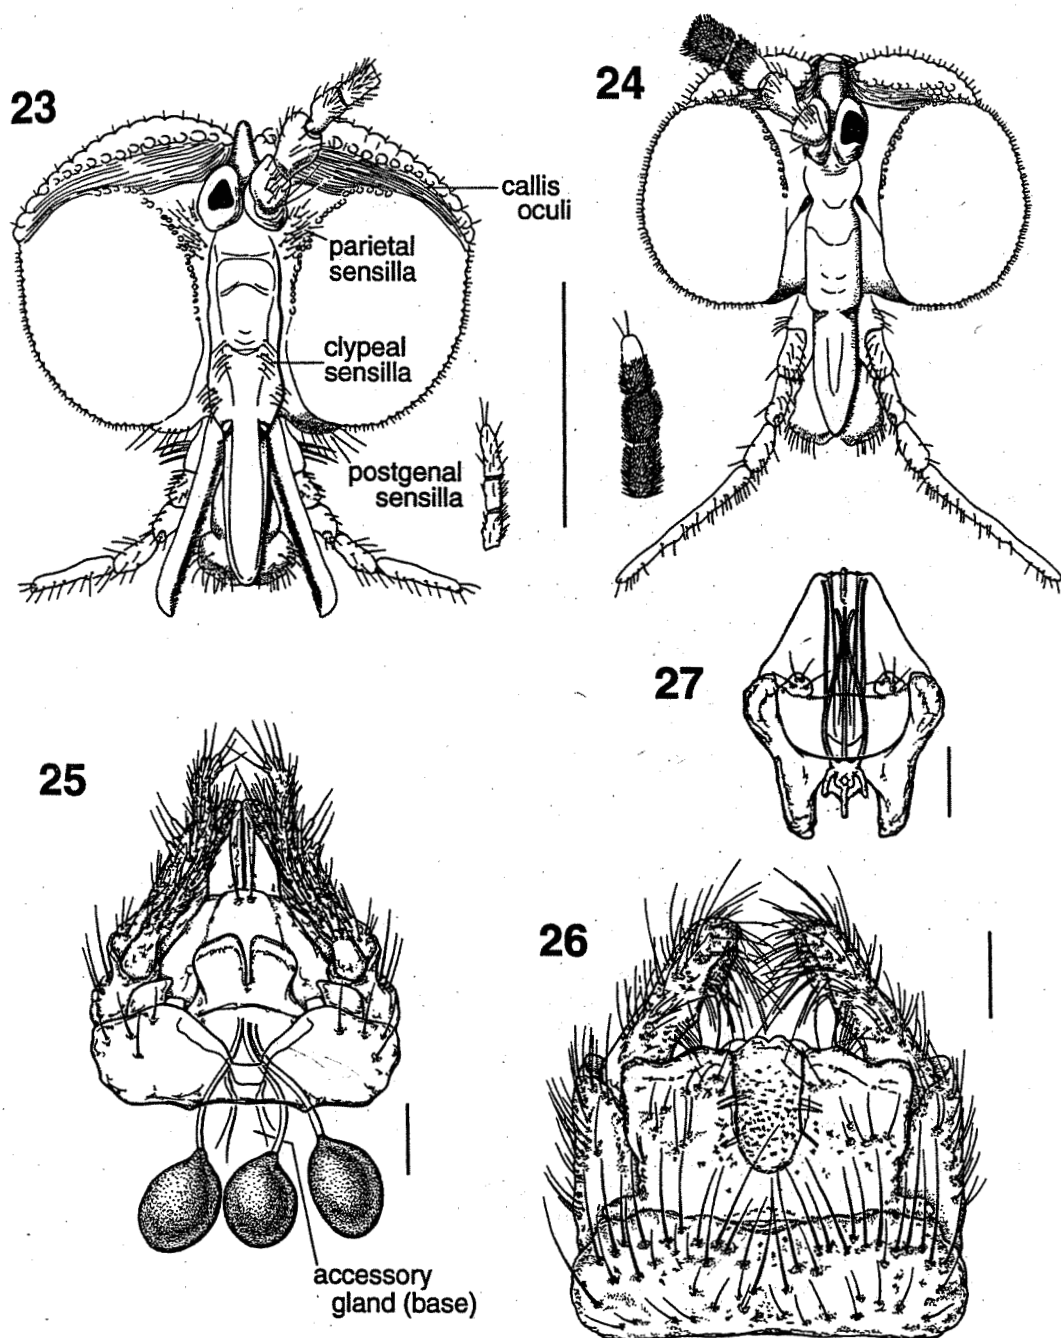 23
24
callis
oculi
parietal
sensilla
clypeal
sensilla
postgenal
sensilla
27
25
26
accessory
gland (base)